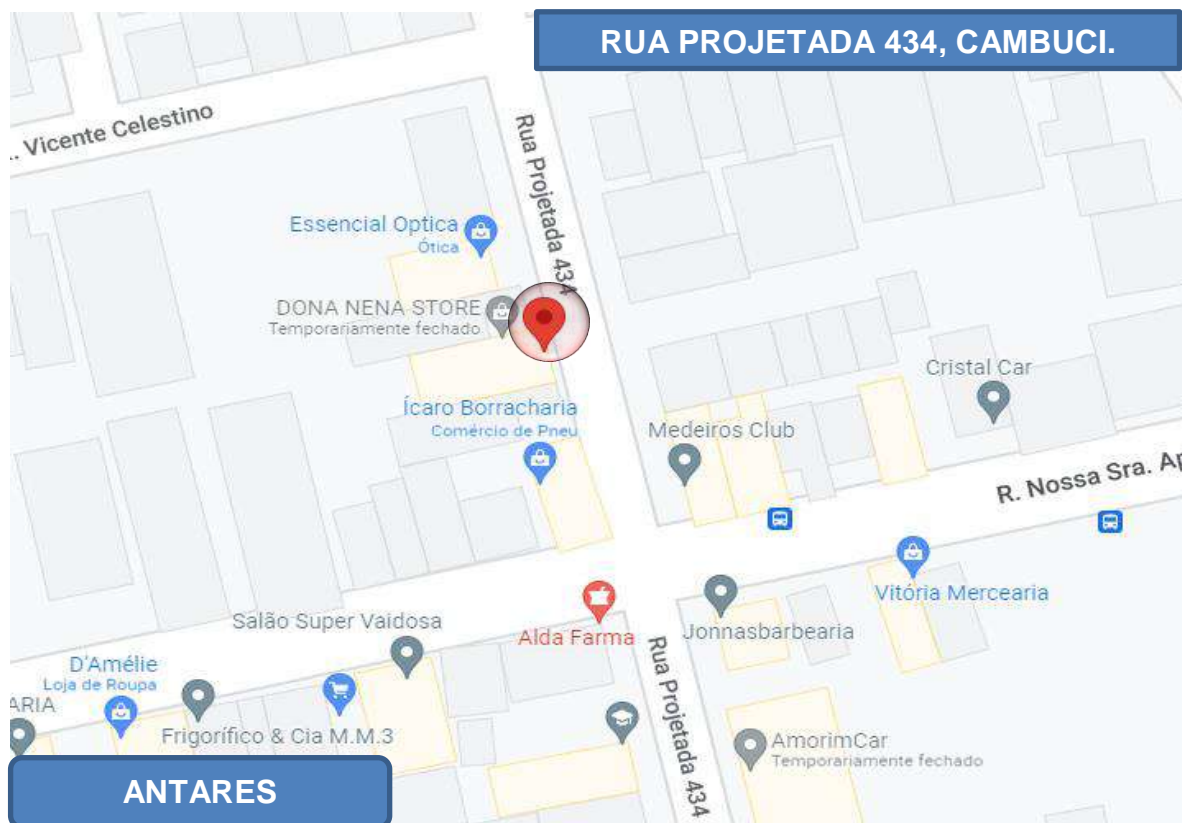 RUA PROJETADA 434, CAMBUCI.
. Vicente Celestino
Rua Projetada 434
Essencial Optica
Ótica
DONA NENA STORE
Temporariamente fechado
Cristal Car
Ícaro Borracharia
Comércio de Pneu
Medeiros Club
R. Nossa Sra. Ap
Vitória Mercearia
Salão Super Vaidosa
Alda Farma
Jonnasbarbearia
Rua Projetada 434
D'Amélie
Loja de Roupa
ARIA
Frigorífico & Cia M.M.3
AmorimCar
Temporariamente fechado
ANTARES